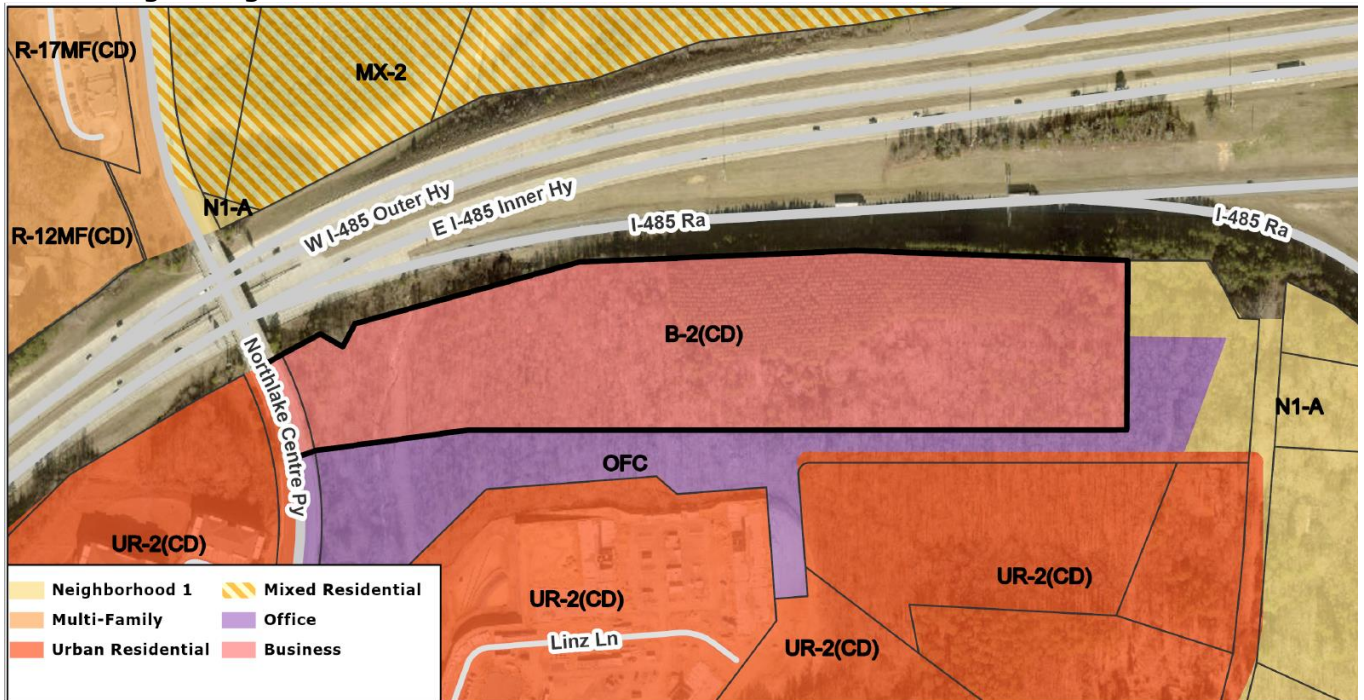 R-17MF(CD)
MX-2
N1-A
R-12MF(CD)
W I-485 Outer Hy
E I-485 Inner Hy
I-485 Ra
I-485 Ra
B-2(CD)
Northlake Centre Py
N1-A
OFC
UR-2(CD)
UR-2(CD)
UR-2(CD)
UR-2(CD)
Linz Ln
Neighborhood 1
Multi-Family
Urban Residential
Mixed Residential
Office
Business